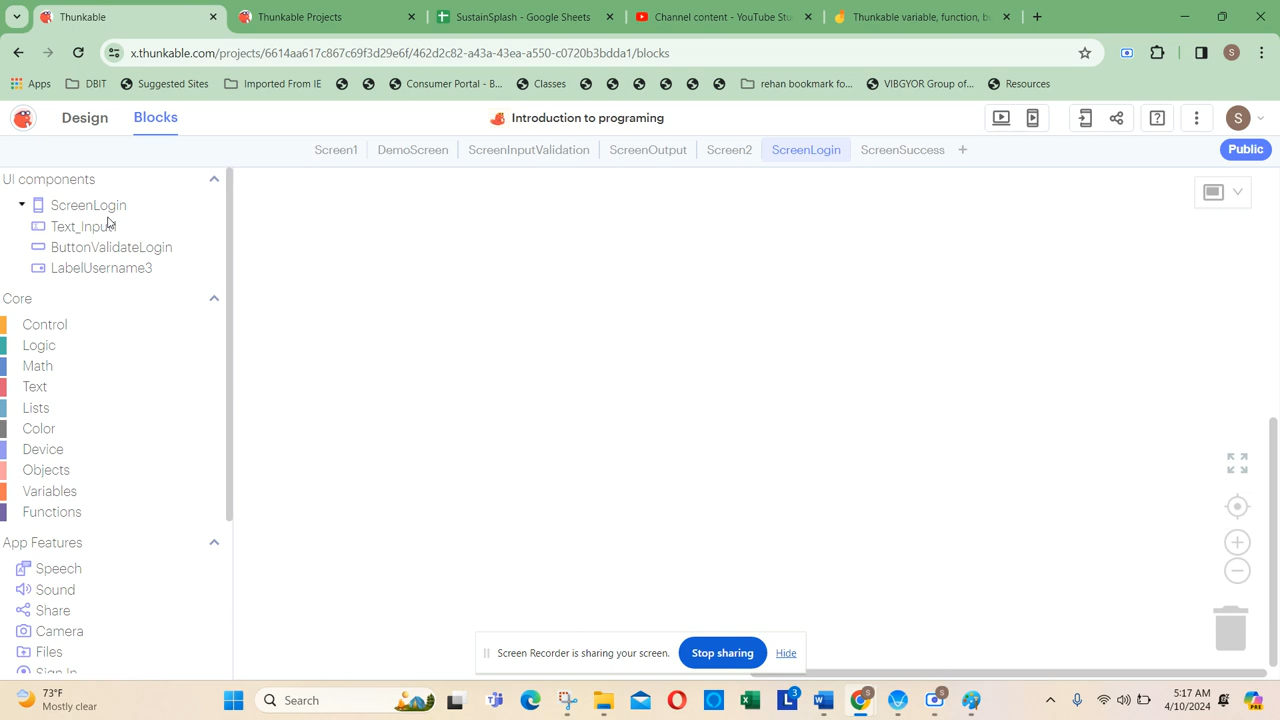 Thunkable
Thunkable Projects
SustainSplash - Google Sheets
Channel content - YouTube Stu
Thunkable variable, function, b
x.thunkable.com/projects/6614aa617c867c69f3d29e6f/462d2c82-a43a-43ea-a550-c0720b3bdda1/blocks
S
Apps
DBIT
Suggested Sites
Imported From IE
Consumer Portal - B...
Classes
rehan bookmark fo...
VIBGYOR Group of...
Resources
Design
Blocks
Introduction to programing
S
Screen1
DemoScreen
ScreenInputValidation
ScreenOutput
Screen2
ScreenLogin
ScreenSuccess
Public
UI components
ScreenLogin
Text_Input
ButtonValidateLogin
LabelUsername3
Core
Control
Logic
Math
Text
Lists
Color
Device
Objects
Variables
Functions
App Features
Speech
Sound
Share
Camera
Files
Sign In
Screen Recorder is sharing your screen.
Stop sharing
Hide
73°F
Mostly clear
Search
3
5:17 AM
4/10/2024